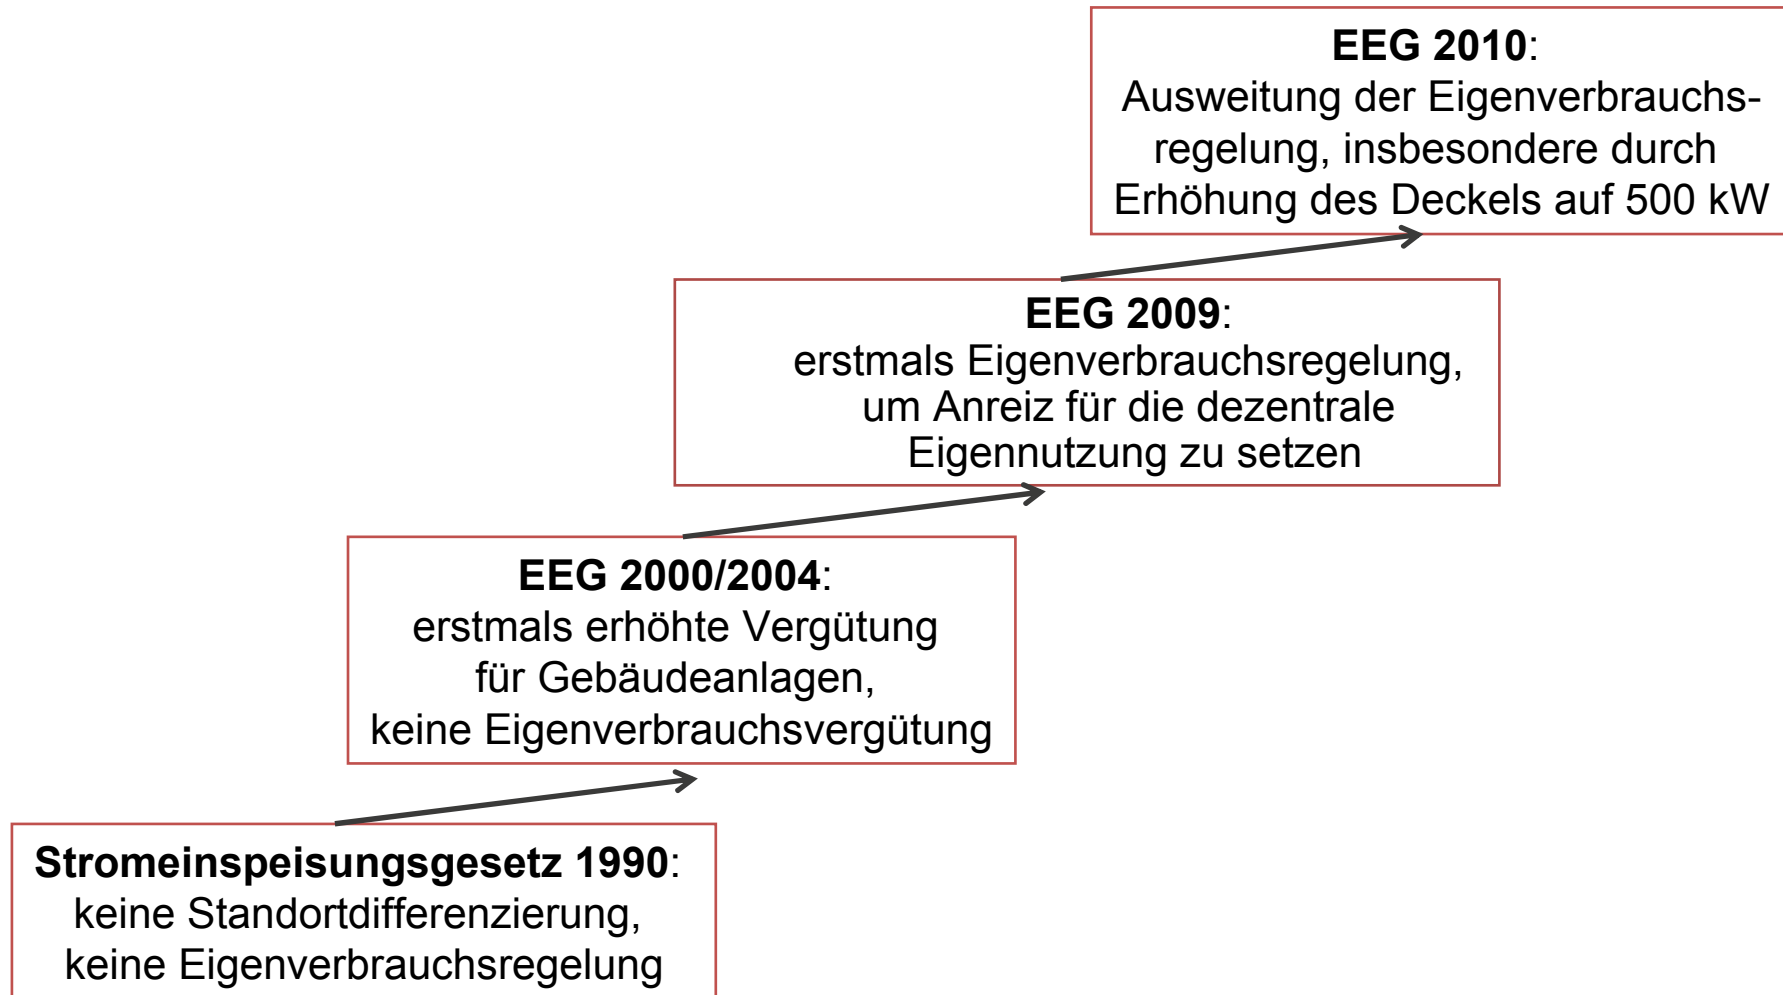 EEG 2010:
Ausweitung der Eigenverbrauchs-
regelung, insbesondere durch
Erhöhung des Deckels auf 500 kW
EEG 2009:
erstmals Eigenverbrauchsregelung,
um Anreiz für die dezentrale
Eigennutzung zu setzen
EEG 2000/2004:
erstmals erhöhte Vergütung
für Gebäudeanlagen,
keine Eigenverbrauchsvergütung
Stromeinspeisungsgesetz 1990:
keine Standortdifferenzierung,
keine Eigenverbrauchsregelung